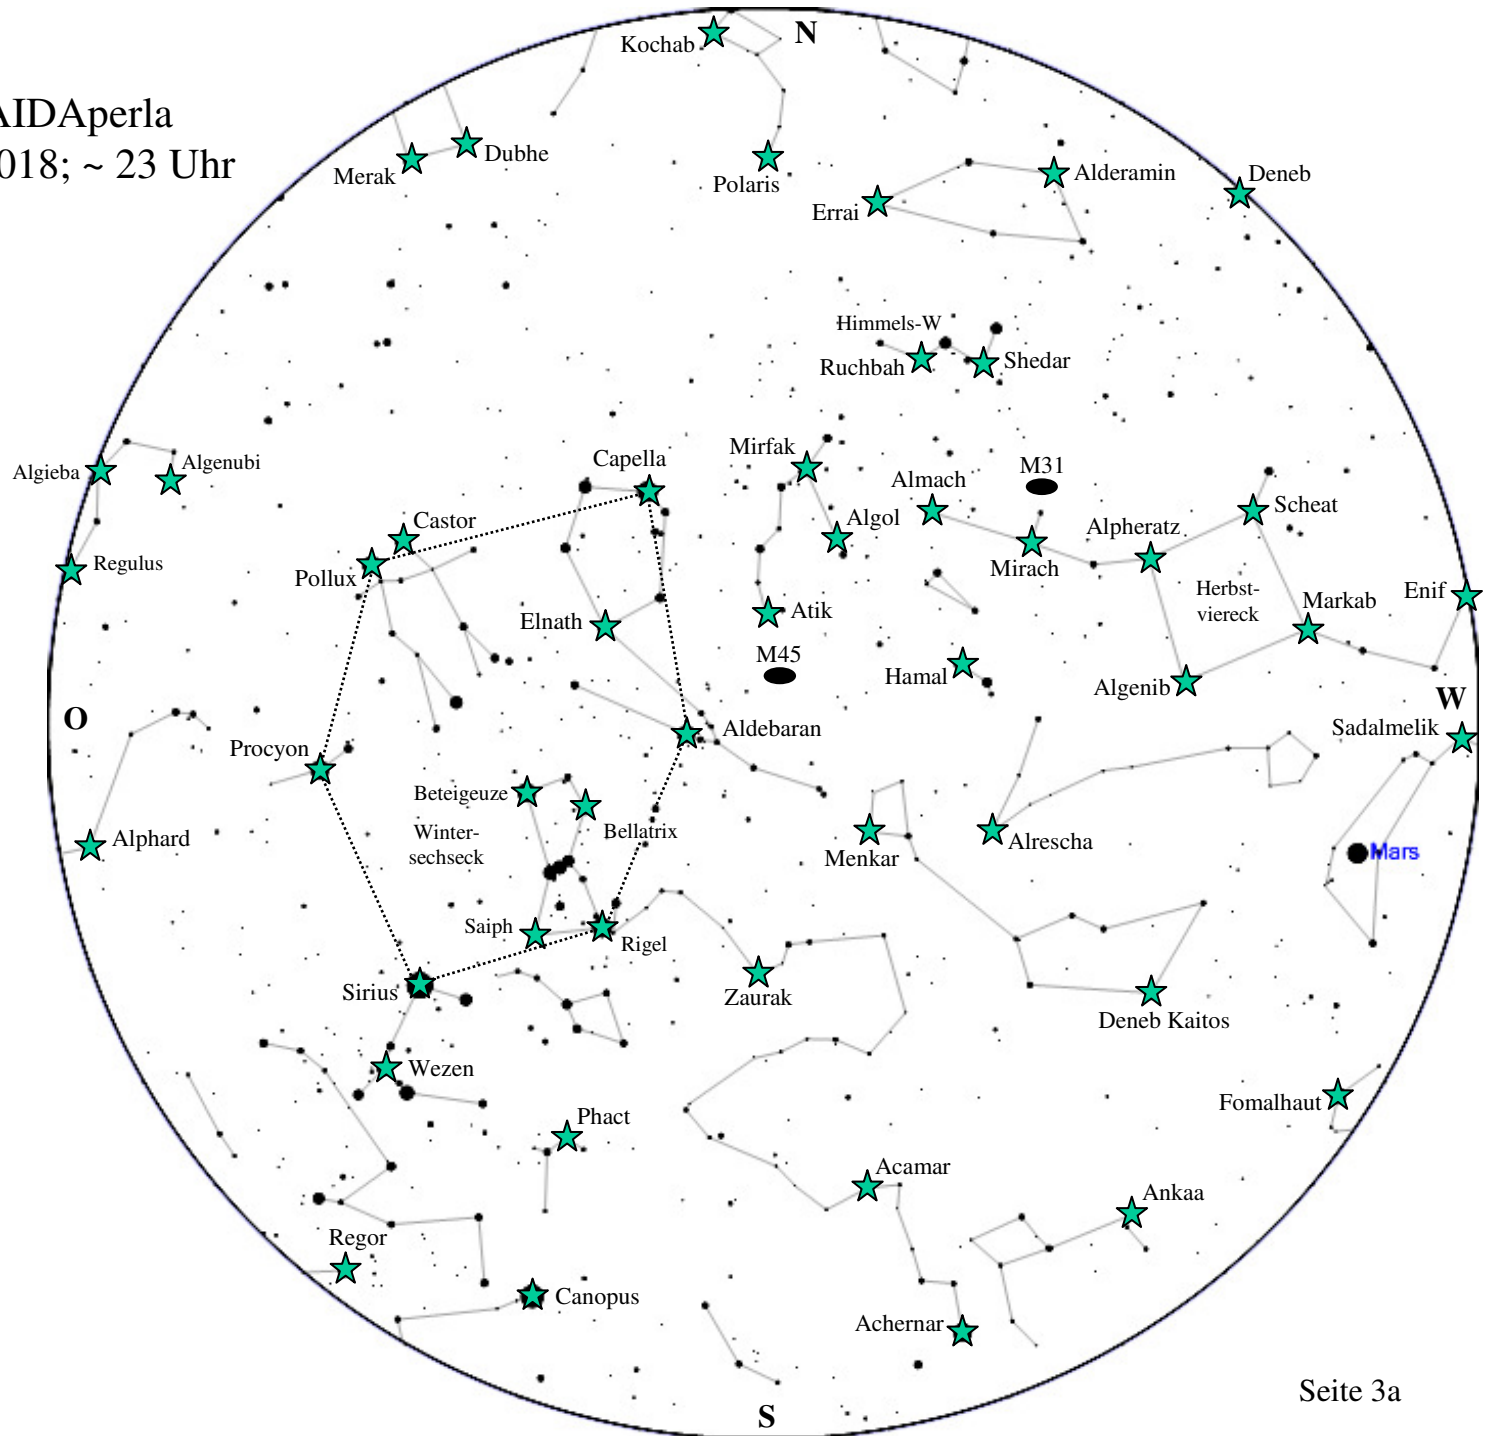 Kochab
N
AIDAperla
018; ~ 23 Uhr
Merak
Dubhe
Polaris
Errai
Alderamin
Deneb
Himmels-W
Ruchbah
Shedar
Algieba
Algenubi
Regulus
Castor
Pollux
Capella
Elnath
Mirfak
Algol
Atik
M45
Almach
M31
Mirach
Alpheratz
Scheat
Herbst-
viereck
Markab
Enif
Hamal
Algenib
O
W
Procyon
Aldebaran
Sadalmelik
Beteigeuze
Bellatrix
Winter-
sechseck
Alphard
Menkar
Alrescha
Mars
Saiph
Rigel
Sirius
Zaurak
Deneb Kaitos
Wezen
Phact
Fomalhaut
Acamar
Ankaa
Regor
Canopus
Achernar
Seite 3a
S